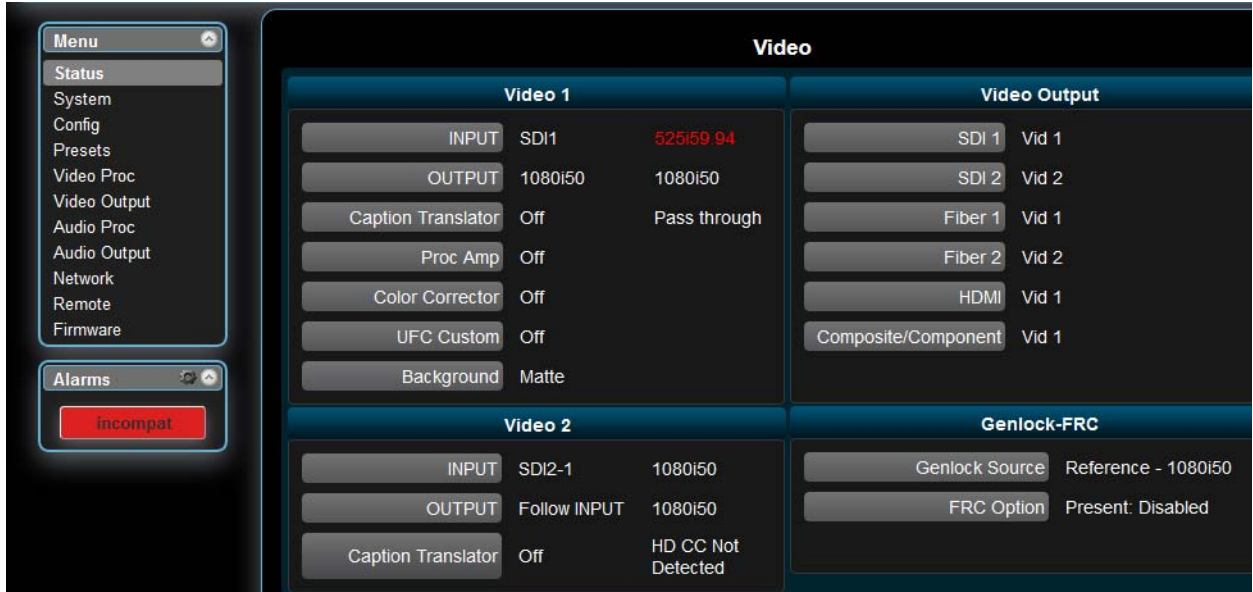 Menu
Status
System
Config
Presets
Video Proc
Video Output
Audio Proc
Audio Output
Network
Remote
Firmware
Alarms
incompat
Video
Video 1
INPUT SDI1 525i59.94
OUTPUT 1080i50 1080i50
Caption Translator Off Pass through
Proc Amp Off
Color Corrector Off
UFC Custom Off
Background Matte
Video Output
SDI 1 Vid 1
SDI 2 Vid 2
Fiber 1 Vid 1
Fiber 2 Vid 2
HDMI Vid 1
Composite/Component Vid 1
Video 2
INPUT SDI2-1 1080i50
OUTPUT Follow INPUT 1080i50
Caption Translator Off HD CC Not
Detected
Genlock-FRC
Genlock Source Reference - 1080i50
FRC Option Present: Disabled